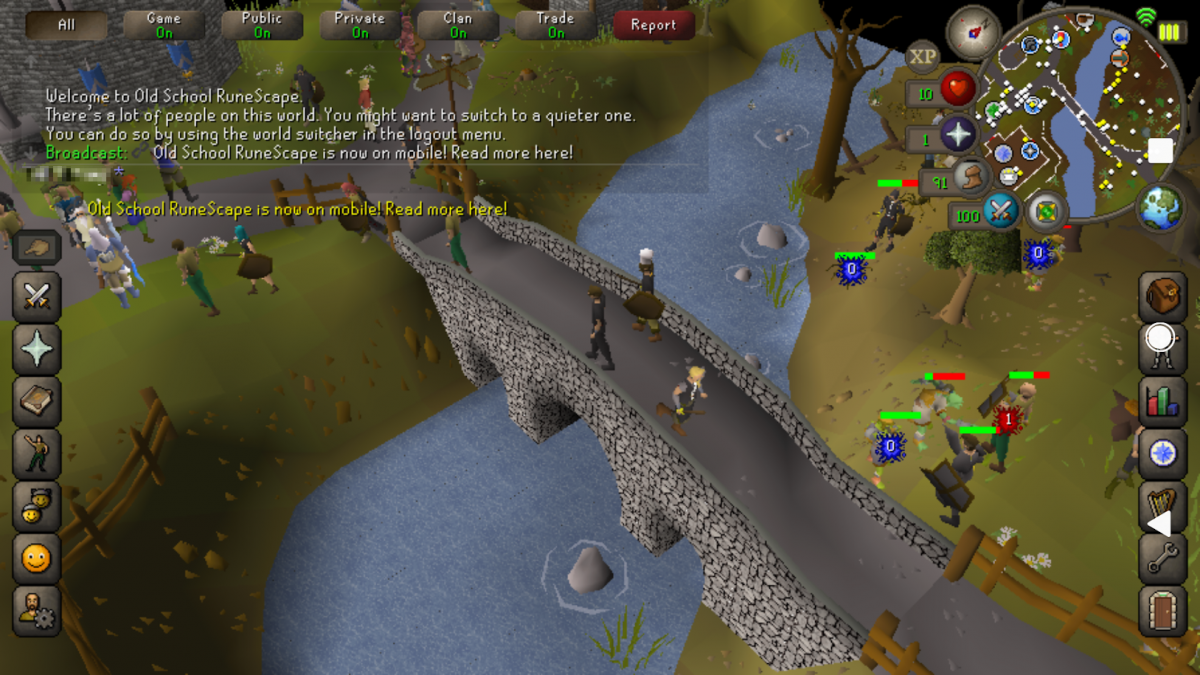 All
Game
On
Public
On
Private
On
Clan
On
Trade
On
Report
XP
Welcome to Old School RuneScape.
There's a lot of people on this world. You might want to switch to a quieter one.
You can do so by using the world switcher in the logout menu.
Broadcast: Old School RuneScape is now on mobile! Read more here!
*
Old School RuneScape is now on mobile! Read more here!
10
1
91
100
0
0
0
1